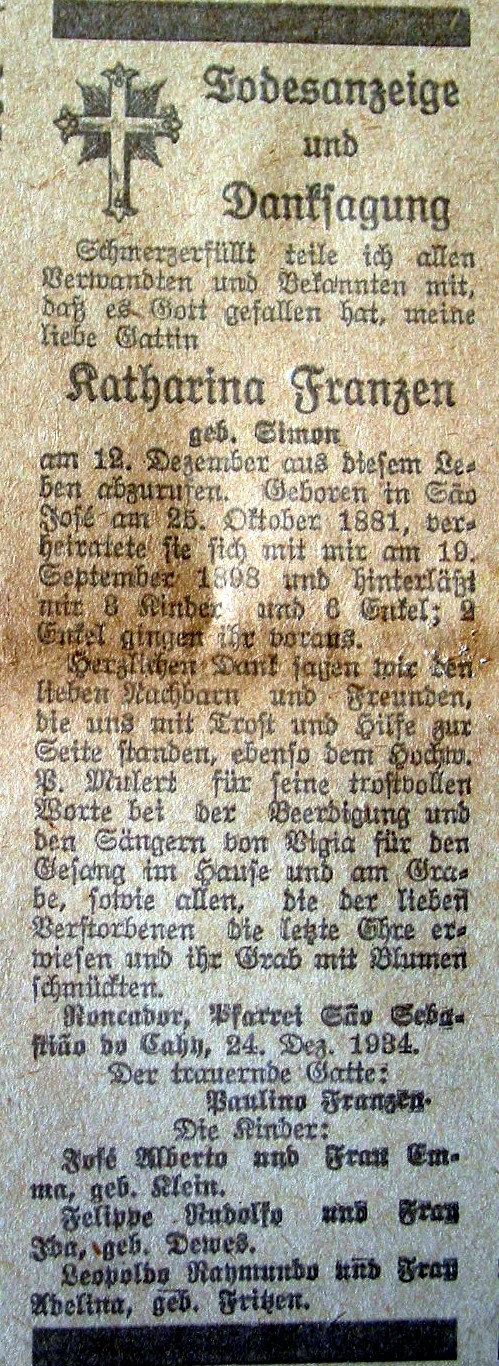 Todesanzeige
und
Danksagung
Schmerzerfüllt teile ich allen
Verwandten und Bekannten mit,
daß es Gott gefallen hat, meine
liebe Gattin
Katharina Franzen
geb. Simon
am 12. Dezember aus diesem Le-
ben abzurufen. Geboren in São
José am 25. Oktober 1881, ver-
heiratete sie sich mit mir am 19.
September 1898 und hinterläßt
mir 8 Kinder und 6 Enkel; 2
Enkel gingen ihr voraus.
Herzlichen Dank sagen wir den
lieben Nachbarn und Freunden,
die uns mit Trost und Hilfe zur
Seite standen, ebenso dem Hochw.
P. Mulert für seine trostvollen
Worte bei der Beerdigung und
den Sängern von Vigia für den
Gesang im Hause und am Gra-
be, sowie allen, die der lieben
Verstorbenen die letzte Ehre er-
wiesen und ihr Grab mit Blumen
schmückten.
Roncador, Pfarrei São Seba-
stião do Cahy, 24. Dez. 1934.
Der trauernde Gatte:
Paulino Franzen.
Die Kinder:
José Alberto und Frau Em-
ma, geb. Klein.
Felippe Rudolfo und Frau
Ida, geb. Dewes.
Leopoldo Raymundo und Frau
Adelina, geb. Fritzen.